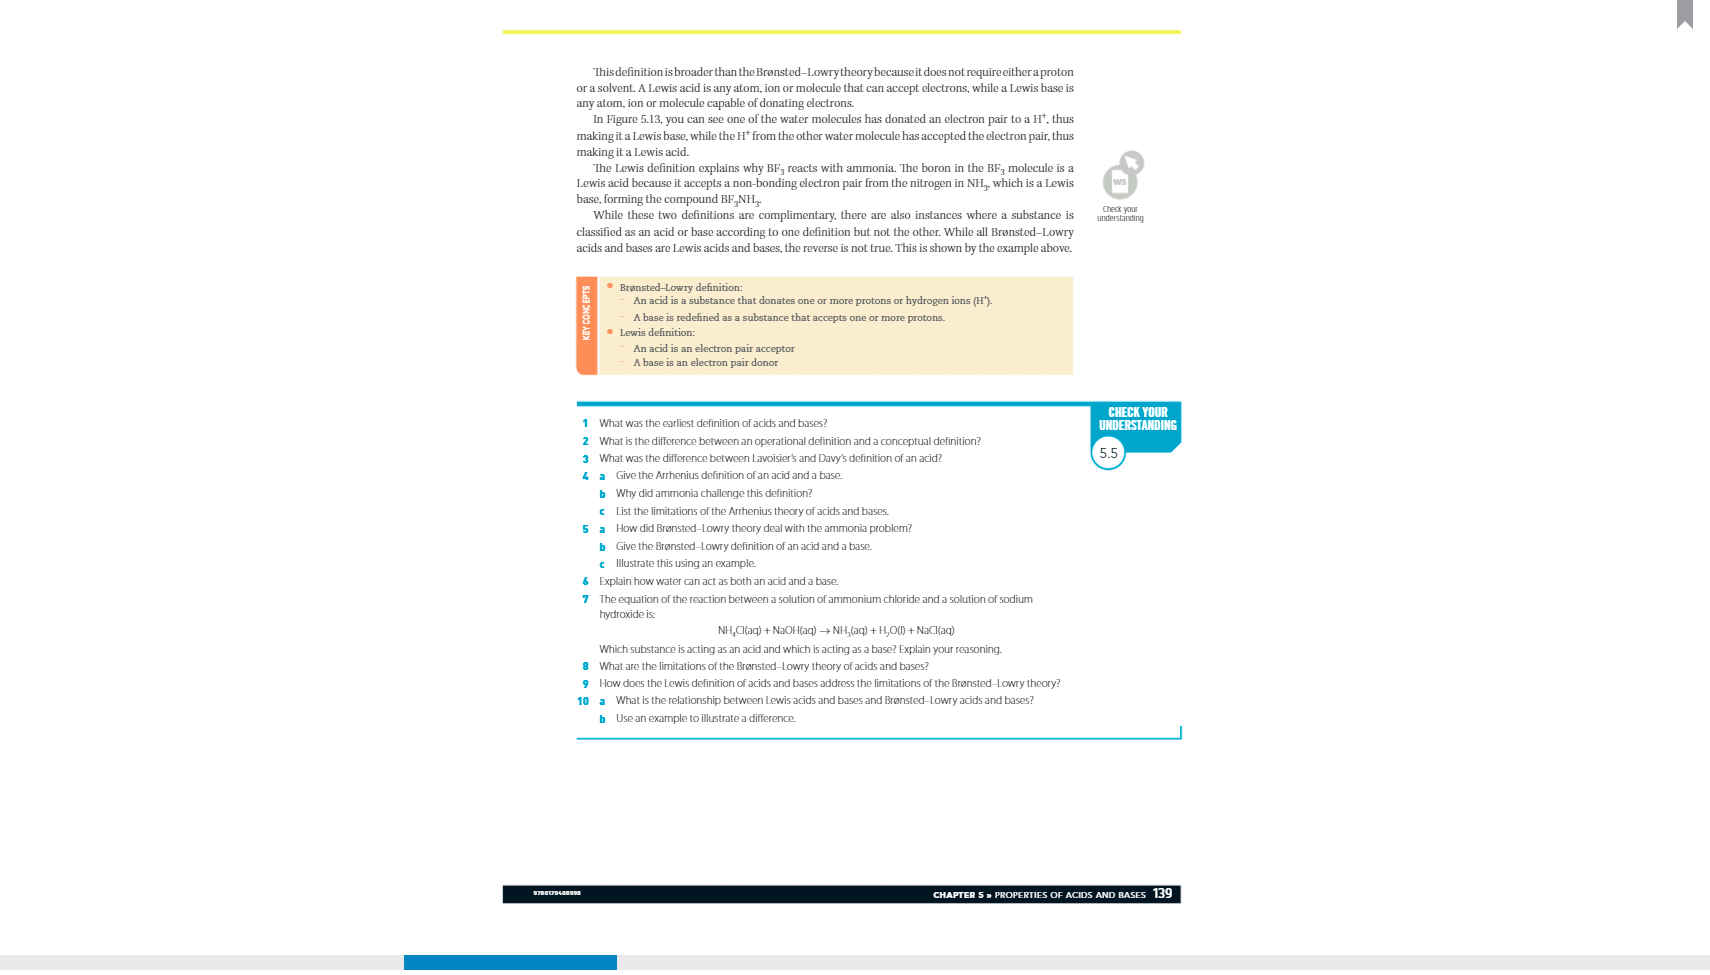 This definition is broader than the Brønsted–Lowry theory because it does not require either a proton
or a solvent. A Lewis acid is any atom, ion or molecule that can accept electrons, while a Lewis base is
any atom, ion or molecule capable of donating electrons.
In Figure 5.13, you can see one of the water molecules has donated an electron pair to a H⁺, thus
making it a Lewis base, while the H⁺ from the other water molecule has accepted the electron pair, thus
making it a Lewis acid.
The Lewis definition explains why BF₃ reacts with ammonia. The boron in the BF₃ molecule is a
Lewis acid because it accepts a non-bonding electron pair from the nitrogen in NH₃, which is a Lewis
base, forming the compound BF₃NH₃.
While these two definitions are complimentary, there are also instances where a substance is
classified as an acid or base according to one definition but not the other. While all Brønsted–Lowry
acids and bases are Lewis acids and bases, the reverse is not true. This is shown by the example above.
WS
Check your
understanding
KEY CONCEPTS
• Brønsted–Lowry definition:
– An acid is a substance that donates one or more protons or hydrogen ions (H⁺).
– A base is redefined as a substance that accepts one or more protons.
• Lewis definition:
– An acid is an electron pair acceptor
– A base is an electron pair donor
CHECK YOUR
UNDERSTANDING
5.5
1 What was the earliest definition of acids and bases?
2 What is the difference between an operational definition and a conceptual definition?
3 What was the difference between Lavoisier's and Davy's definition of an acid?
4 a Give the Arrhenius definition of an acid and a base.
b Why did ammonia challenge this definition?
c List the limitations of the Arrhenius theory of acids and bases.
5 a How did Brønsted–Lowry theory deal with the ammonia problem?
b Give the Brønsted–Lowry definition of an acid and a base.
c Illustrate this using an example.
6 Explain how water can act as both an acid and a base.
7 The equation of the reaction between a solution of ammonium chloride and a solution of sodium
hydroxide is:
NH₄Cl(aq) + NaOH(aq) → NH₃(aq) + H₂O(l) + NaCl(aq)
Which substance is acting as an acid and which is acting as a base? Explain your reasoning.
8 What are the limitations of the Brønsted–Lowry theory of acids and bases?
9 How does the Lewis definition of acids and bases address the limitations of the Brønsted–Lowry theory?
10 a What is the relationship between Lewis acids and bases and Brønsted–Lowry acids and bases?
b Use an example to illustrate a difference.
CHAPTER 5 » PROPERTIES OF ACIDS AND BASES 139